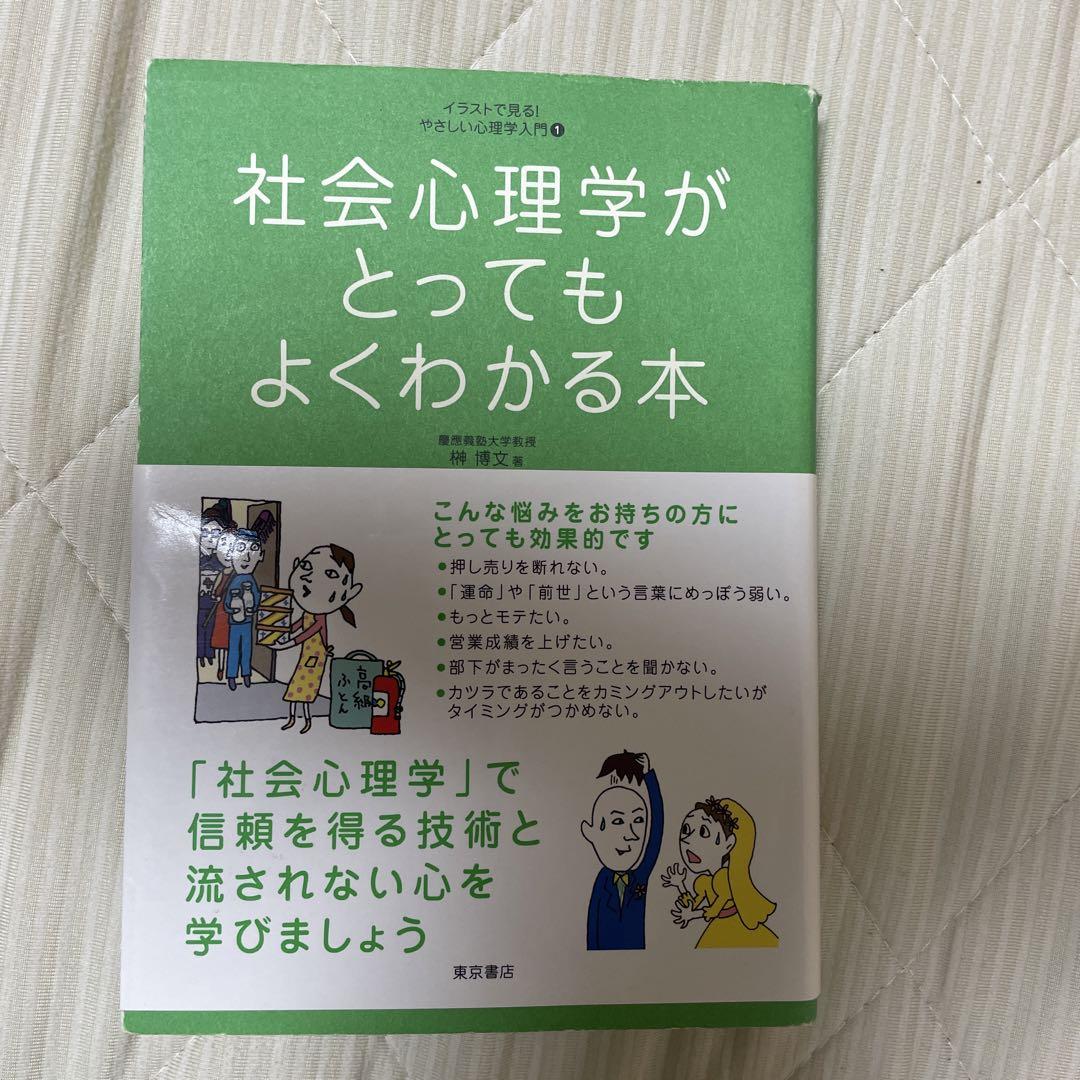 イラストで見る!
やさしい心理学入門❶
社会心理学が
とっても
よくわかる本
慶應義塾大学教授
榊 博文 著
こんな悩みをお持ちの方に
とっても効果的です
●押し売りを断れない。
●「運命」や「前世」という言葉にめっぽう弱い。
●もっとモテたい。
●営業成績を上げたい。
●部下がまったく言うことを聞かない。
●カツラであることをカミングアウトしたいが
タイミングがつかめない。
高級
ふとん
「社会心理学」で
信頼を得る技術と
流されない心を
学びましょう
東京書店